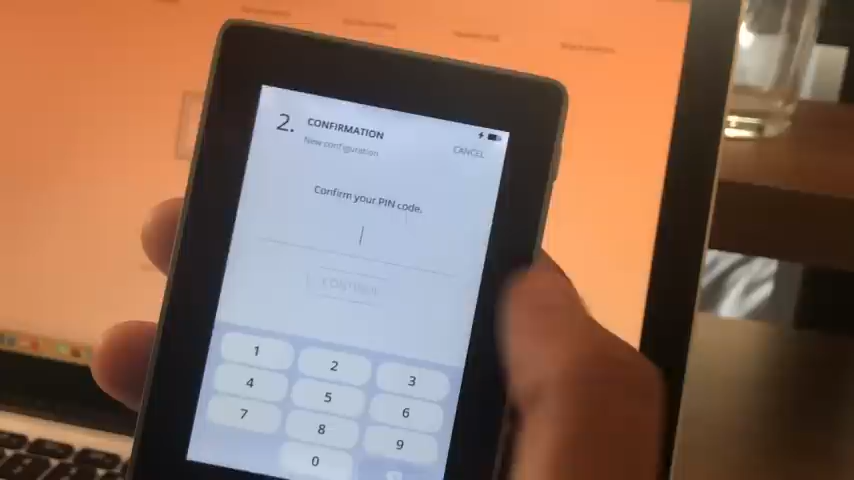 2.
CONFIRMATION
New configuration
CANCEL
Confirm your PIN code.
CONTINUE
1 2 3
4 5 6
7 8 9
0